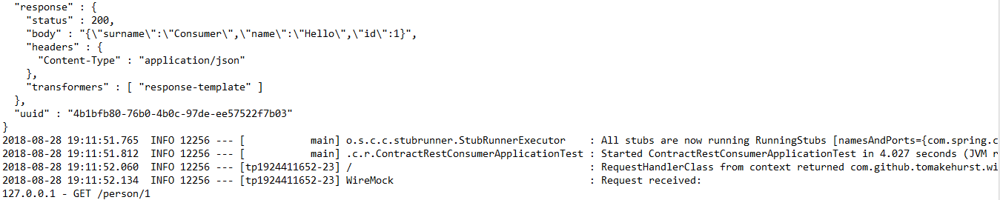 "response" : {
"status" : 200,
"body" : "{\"surname\":\"Consumer\",\"name\":\"Hello\",\"id\":1}",
"headers" : {
"Content-Type" : "application/json"
},
"transformers" : [ "response-template" ]
},
"uuid" : "4b1bfb80-76b0-4b0c-97de-ee57522f7b03"
}
2018-08-28 19:11:51.765  INFO 12256 --- [           main] o.s.c.c.stubrunner.StubRunnerExecutor    : All stubs are now running RunningStubs [namesAndPorts={com.spring.c
2018-08-28 19:11:51.812  INFO 12256 --- [           main] .c.r.ContractRestConsumerApplicationTest : Started ContractRestConsumerApplicationTest in 4.027 seconds (JVM r
2018-08-28 19:11:52.060  INFO 12256 --- [tp1924411652-23] /                                        : RequestHandlerClass from context returned com.github.tomakehurst.wi
2018-08-28 19:11:52.134  INFO 12256 --- [tp1924411652-23] WireMock                                 : Request received:
127.0.0.1 - GET /person/1